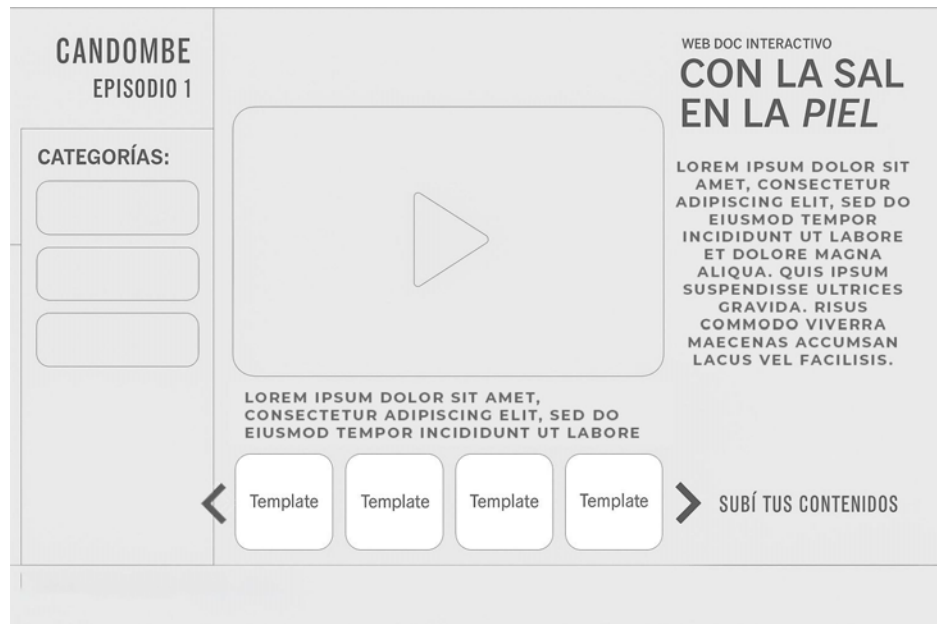 CANDOMBE
EPISODIO 1
CATEGORÍAS:
WEB DOC INTERACTIVO
CON LA SAL
EN LA PIEL
LOREM IPSUM DOLOR SIT
AMET, CONSECTETUR
ADIPISCING ELIT, SED DO
EIUSMOD TEMPOR
INCIDIDUNT UT LABORE
ET DOLORE MAGNA
ALIQUA. QUIS IPSUM
SUSPENDISSE ULTRICES
GRAVIDA. RISUS
COMMODO VIVERRA
MAECENAS ACCUMSAN
LACUS VEL FACILISIS.
LOREM IPSUM DOLOR SIT AMET,
CONSECTETUR ADIPISCING ELIT, SED DO
EIUSMOD TEMPOR INCIDIDUNT UT LABORE
Template
Template
Template
Template
SUBÍ TUS CONTENIDOS